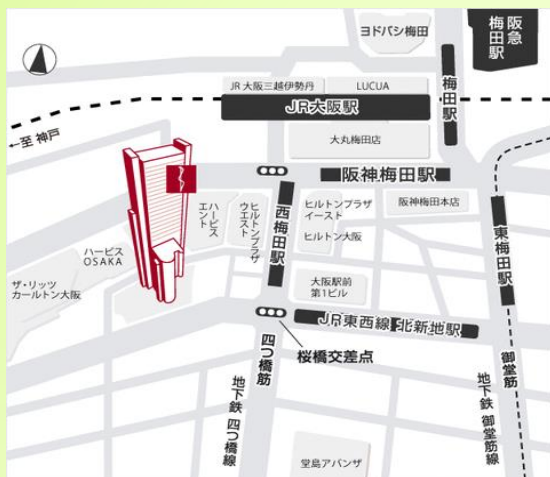 ヨドバシ梅田
阪急
梅田駅
梅田駅
JR大阪三越伊勢丹
LUCUA
JR大阪駅
←至 神戸
大丸梅田店
阪神梅田駅
阪神梅田本店
西梅田駅
東梅田駅
ハービス
エント
ヒルトンプラザ
ウエスト
ヒルトンプラザ
イースト
ヒルトン大阪
ハービス
OSAKA
ザ・リッツ
カールトン大阪
大阪駅前
第1ビル
JR東西線 北新地駅
桜橋交差点
四つ橋筋
地下鉄 四つ橋線
御堂筋
地下鉄 御堂筋線
堂島アバンザ